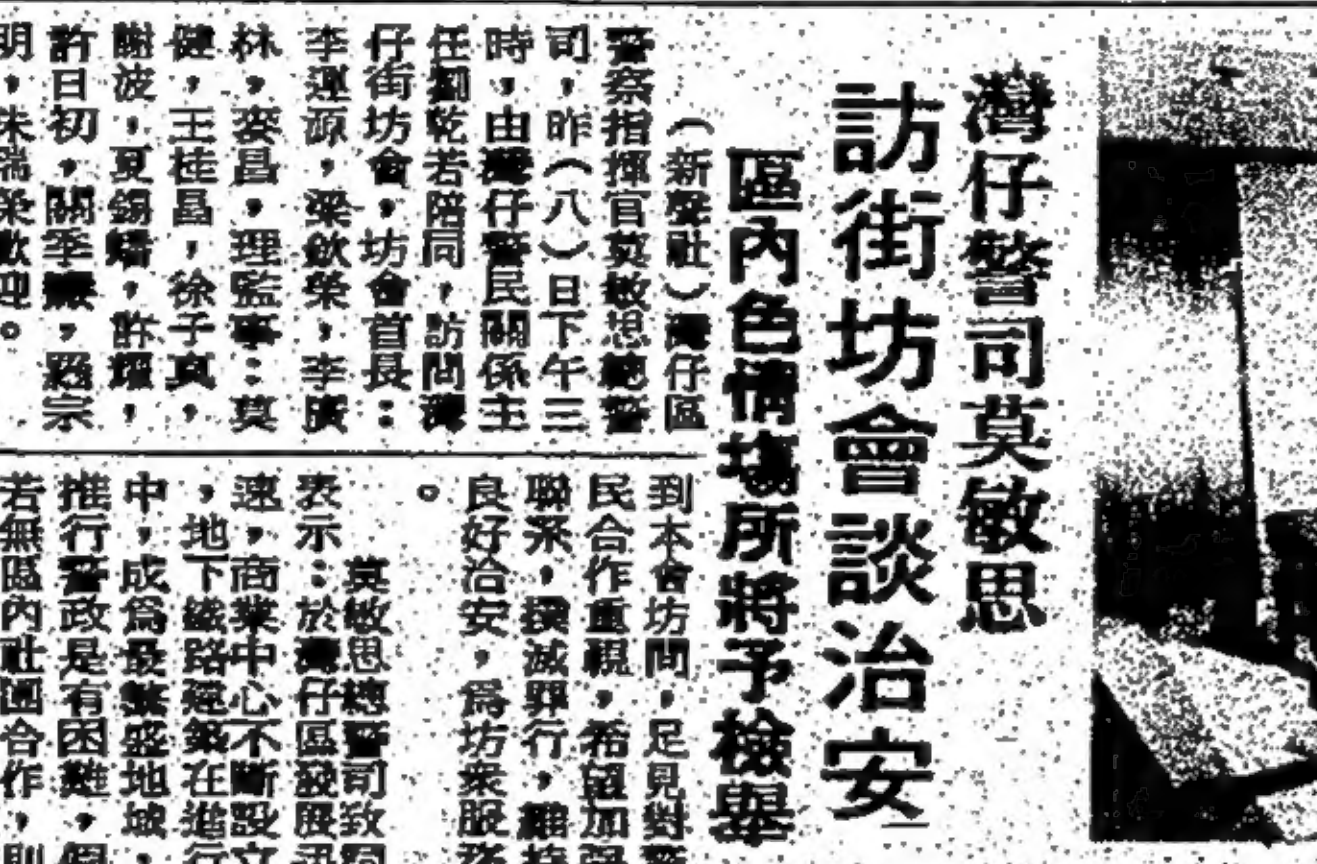 灣仔警司莫敏思
訪街坊會談治安
區內色情塲所將予檢舉
（新聲社）灣仔區
警察指揮官莫敏思總警
司，昨（八）日下午三
時，由灣仔警民關係主
任劉乾若陪同，訪問灣
仔街坊會，坊會首長：
李運源，梁歛榮，李廣
林，麥昌，理監事：莫
健，王桂昌，徐子真，
謝波，夏錫，許耀，
許日初，關季，羅宗
明，朱瑞榮歡迎。
到本會坊問，足見對警
民合作重視，希望加強
聯系，撲滅罪行，維持
良好治安，爲坊衆服務
。
莫敏思總警司致詞
表示：於灣仔區發展迅
速，商業中心不斷設立
，地下鐵路建築在進行
中，成爲最繁盛地域，
推行警政是有困難，但
若無區內社團合作，則